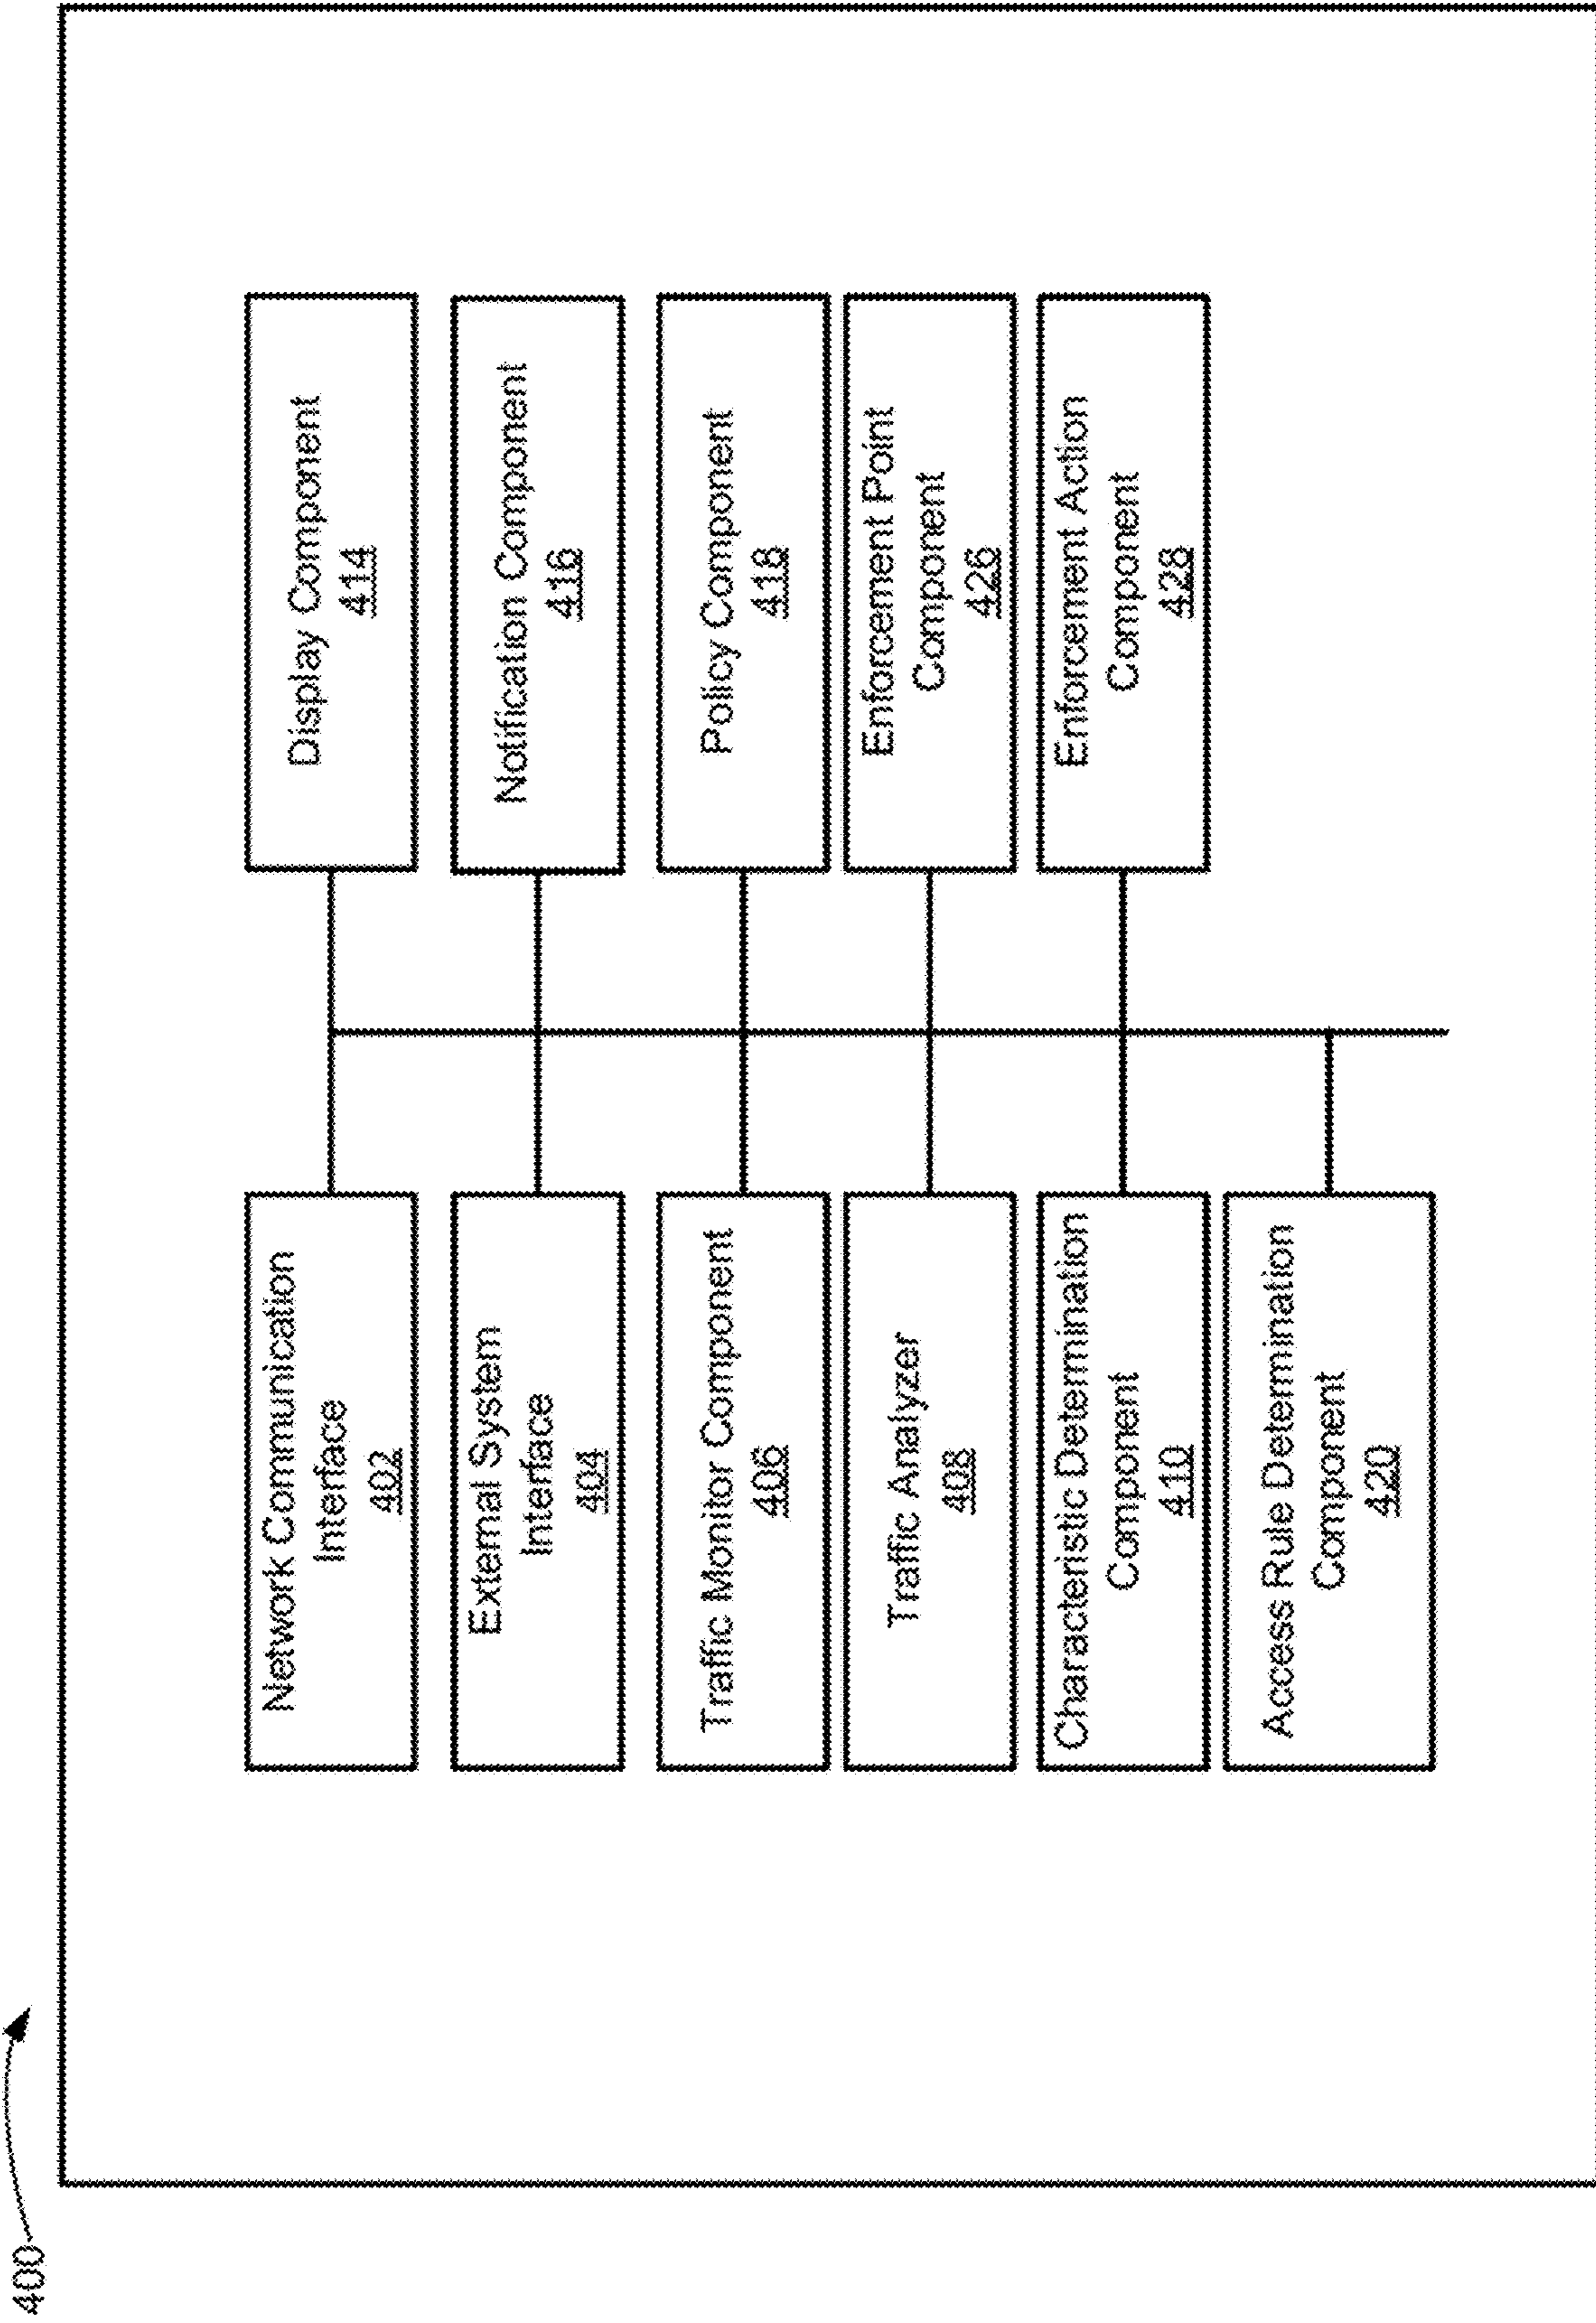 400
Network Communication
Interface
402
External System
Interface
404
Traffic Monitor Component
406
Traffic Analyzer
408
Characteristic Determination
Component
410
Access Rule Determination
Component
420
Display Component
414
Notification Component
416
Policy Component
418
Enforcement Point
Component
426
Enforcement Action
Component
428